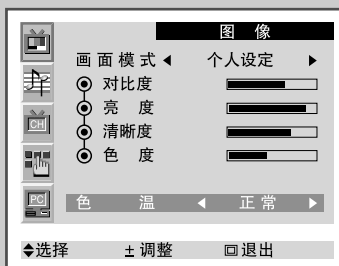 图 像
画面模式 ◀ 个人设定 ▶
对比度
亮 度
清晰度
色 度
CH
PC
色 温 ◀ 正常 ▶
◆选择 ± 调整 □退出